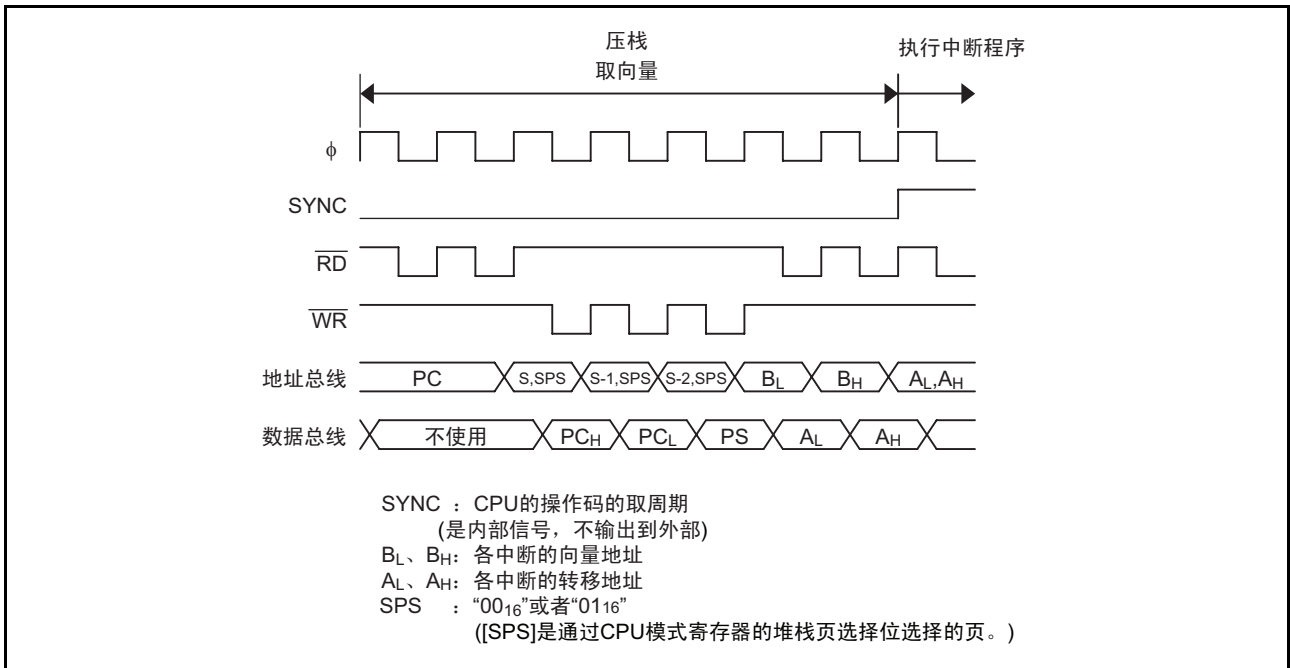 压栈
取向量
执行中断程序
φ
SYNC
RD
WR
地址总线 PC S,SPS S-1,SPS S-2,SPS BL BH AL,AH
数据总线 不使用 PCH PCL PS AL AH
SYNC ：CPU的操作码的取周期
(是内部信号，不输出到外部)
BL、BH：各中断的向量地址
AL、AH：各中断的转移地址
SPS ：“0016”或者“0116”
([SPS]是通过CPU模式寄存器的堆栈页选择位选择的页。)